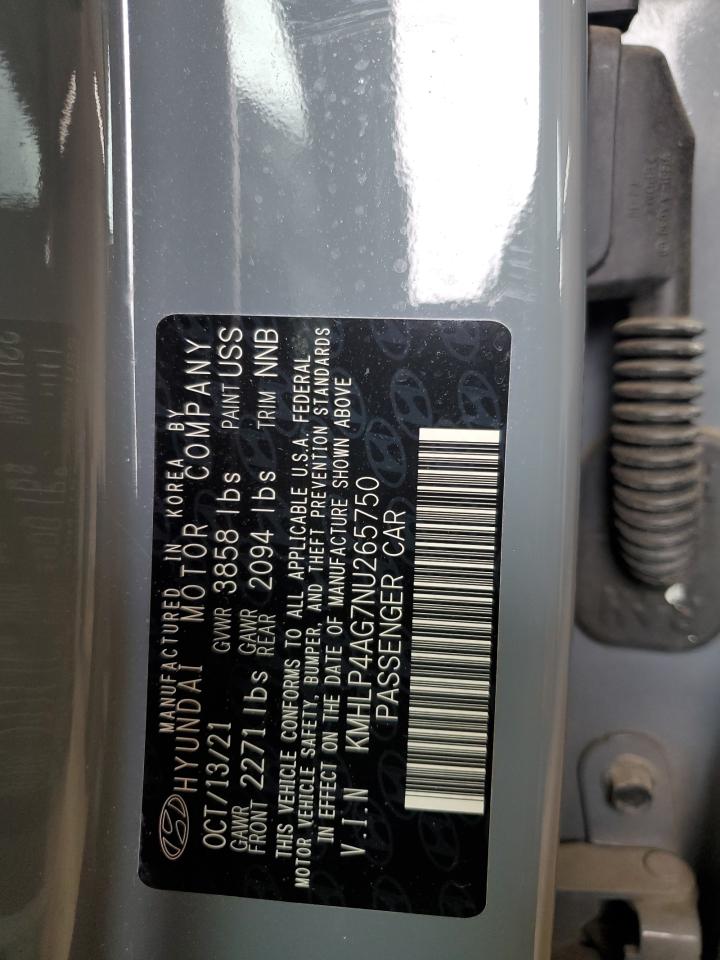 MANUFACTURED IN KOREA BY
HYUNDAI MOTOR COMPANY
OCT/13/21 GVWR 3858 lbs PAINT USS
GAWR FRONT 2271 lbs GAWR REAR 2094 lbs TRIM NNB
THIS VEHICLE CONFORMS TO ALL APPLICABLE U.S.A. FEDERAL
MOTOR VEHICLE SAFETY, BUMPER, AND THEFT PREVENTION STANDARDS
IN EFFECT ON THE DATE OF MANUFACTURE SHOWN ABOVE
V.I.N KMHLP4AG7NU265750
PASSENGER CAR